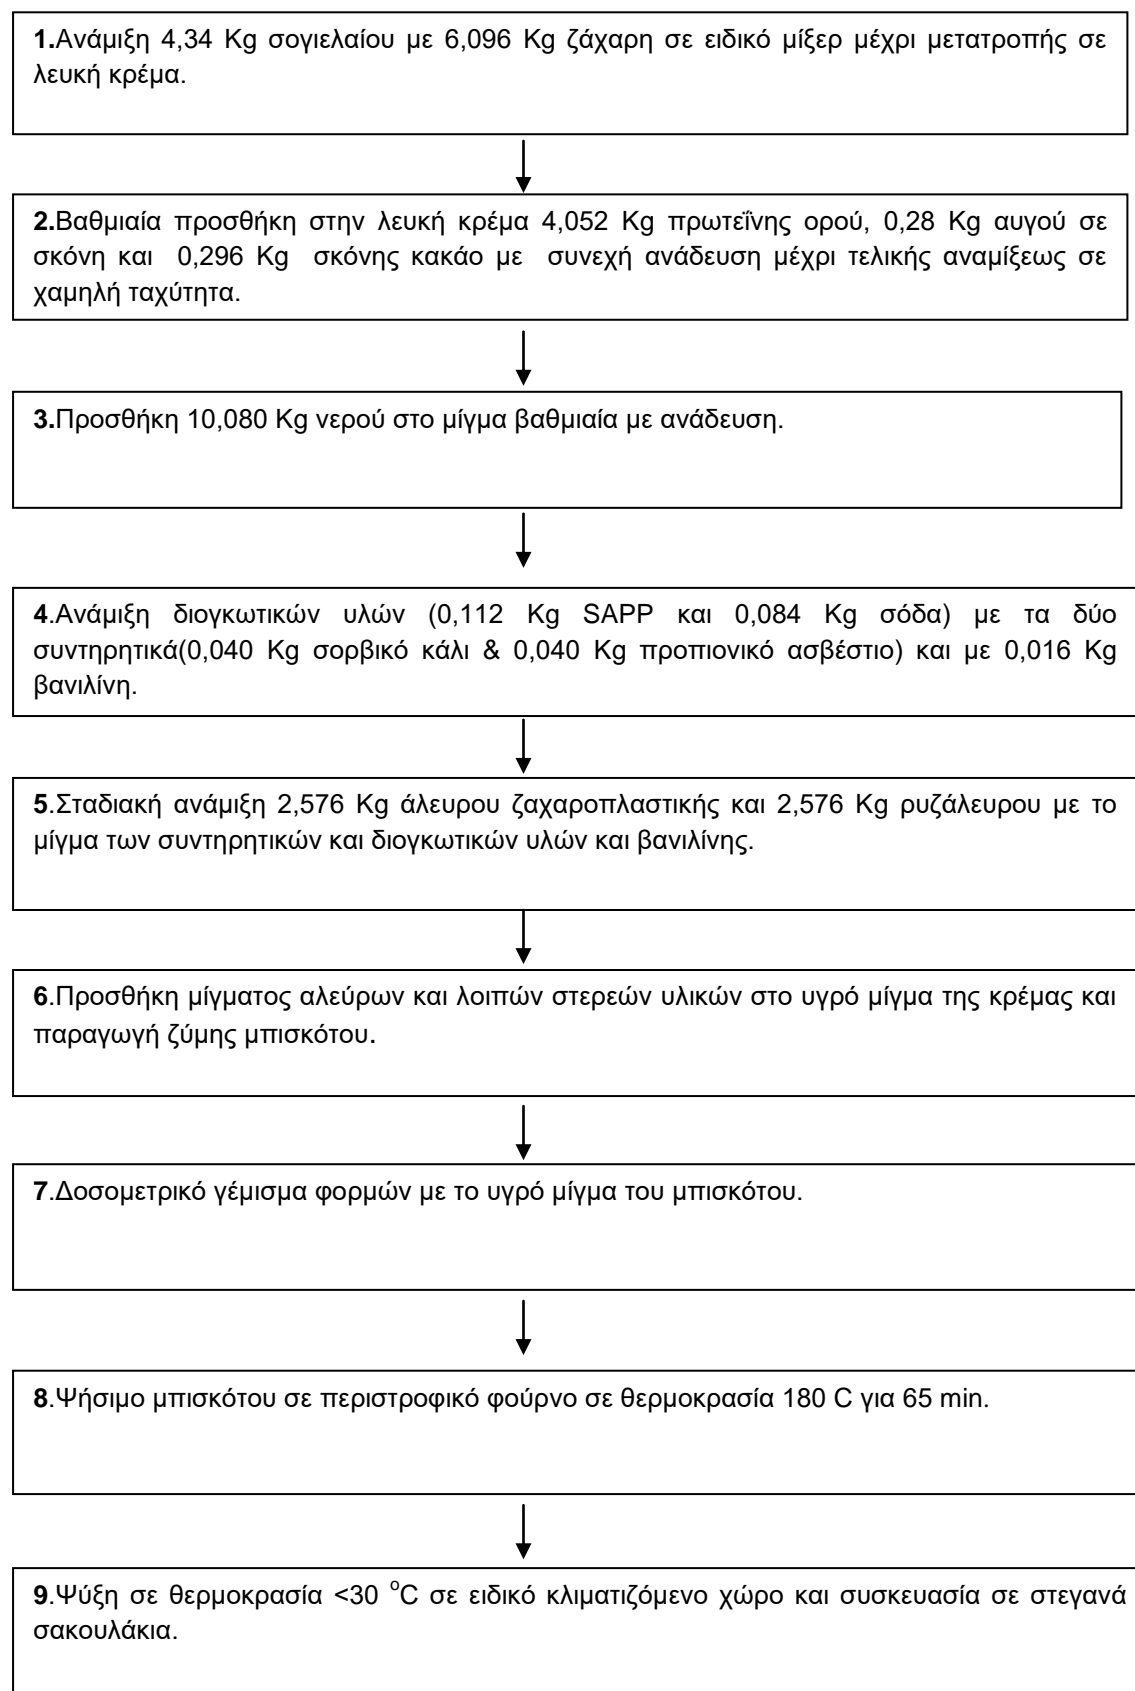 1.Ανάμιξη 4,34 Kg σογιελαίου με 6,096 Kg ζάχαρη σε ειδικό μίξερ μέχρι μετατροπής σε
λευκή κρέμα.
2.Βαθμιαία προσθήκη στην λευκή κρέμα 4,052 Kg πρωτεΐνης ορού, 0,28 Kg αυγού σε
σκόνη και 0,296 Kg σκόνης κακάο με συνεχή ανάδευση μέχρι τελικής αναμίξεως σε
χαμηλή ταχύτητα.
3.Προσθήκη 10,080 Kg νερού στο μίγμα βαθμιαία με ανάδευση.
4.Ανάμιξη διογκωτικών υλών (0,112 Kg SAPP και 0,084 Kg σόδα) με τα δύο
συντηρητικά(0,040 Kg σορβικό κάλι & 0,040 Kg προπιονικό ασβέστιο) και με 0,016 Kg
βανιλίνη.
5.Σταδιακή ανάμιξη 2,576 Kg άλευρου ζαχαροπλαστικής και 2,576 Kg ρυζάλευρου με το
μίγμα των συντηρητικών και διογκωτικών υλών και βανιλίνης.
6.Προσθήκη μίγματος αλεύρων και λοιπών στερεών υλικών στο υγρό μίγμα της κρέμας και
παραγωγή ζύμης μπισκότου.
7.Δοσομετρικό γέμισμα φορμών με το υγρό μίγμα του μπισκότου.
8.Ψήσιμο μπισκότου σε περιστροφικό φούρνο σε θερμοκρασία 180 C για 65 min.
9.Ψύξη σε θερμοκρασία <30 °C σε ειδικό κλιματιζόμενο χώρο και συσκευασία σε στεγανά
σακουλάκια.